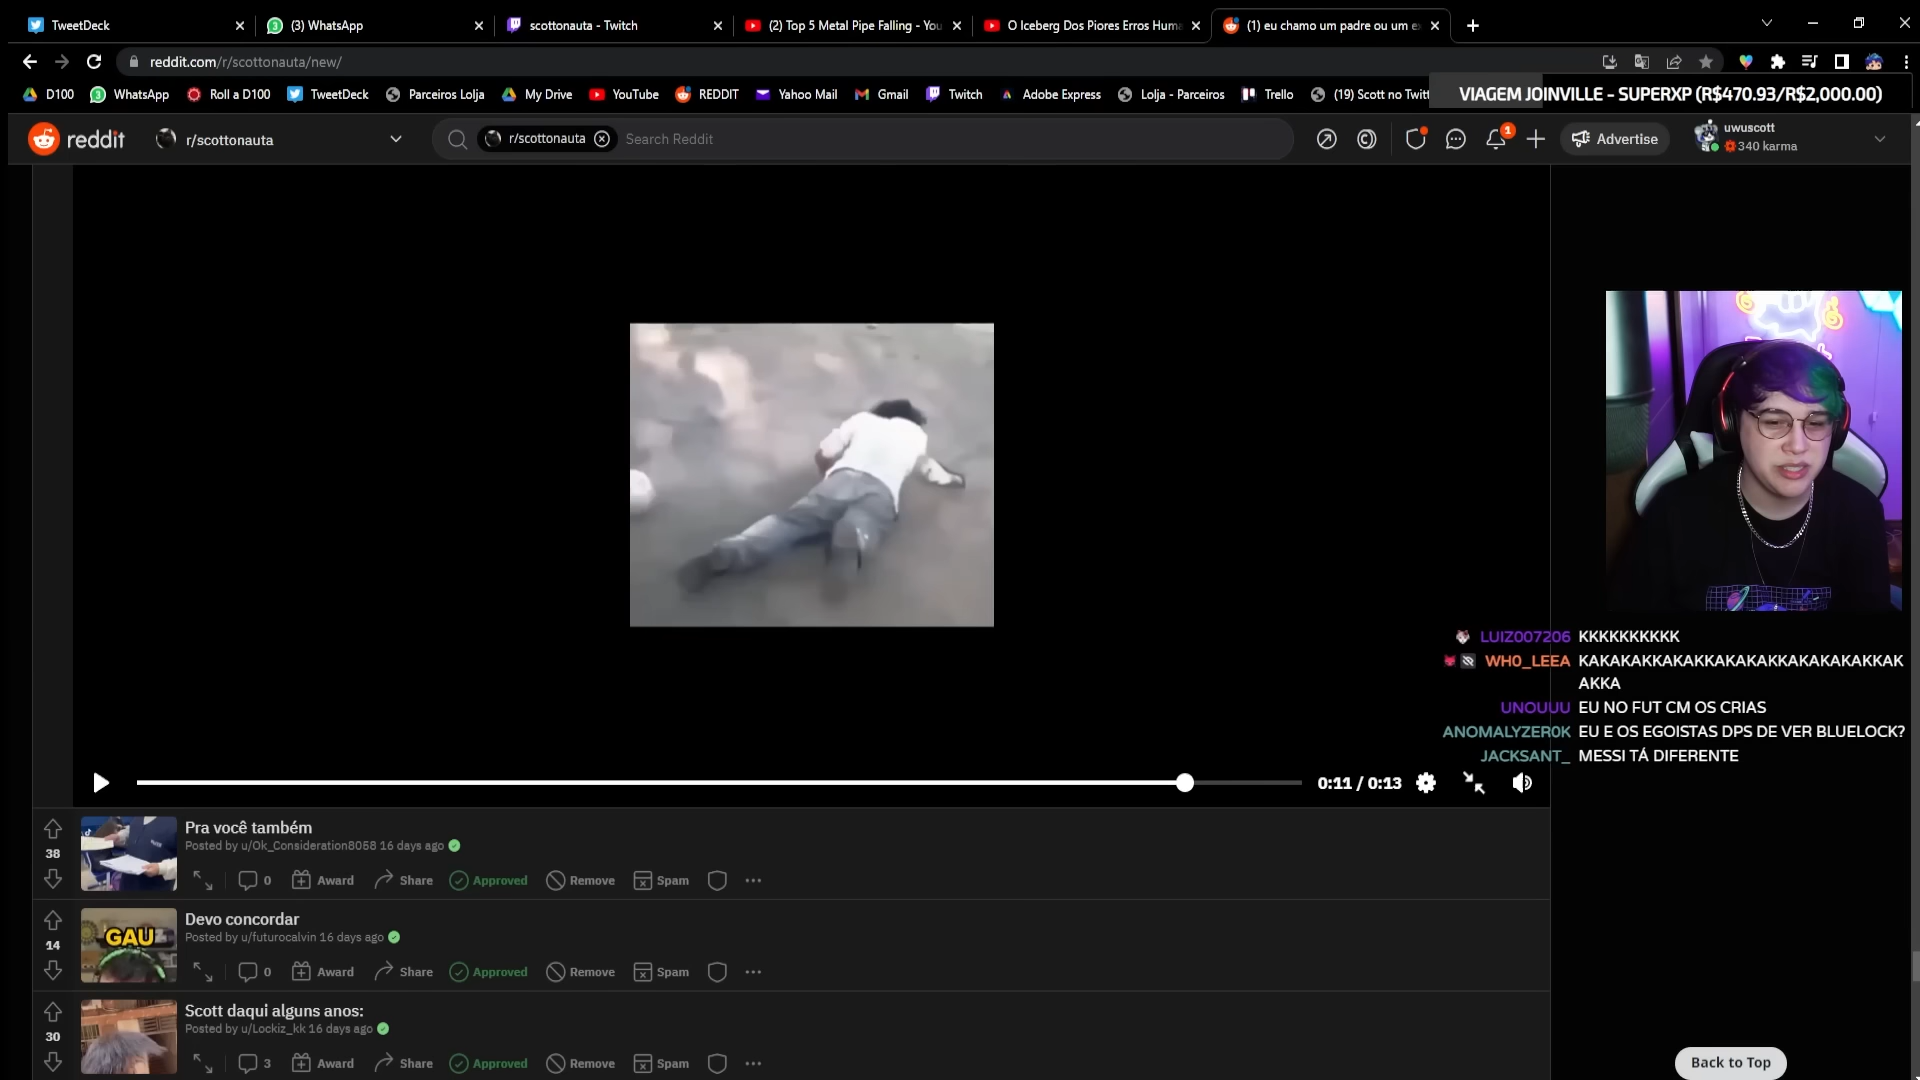 TweetDeck
(3) WhatsApp
scottonauta - Twitch
(2) Top 5 Metal Pipe Falling - You
O Iceberg Dos Piores Erros Huma
(1) eu chamo um padre ou um e
reddit.com/r/scottonauta/new/
D100
WhatsApp
Roll a D100
TweetDeck
Parceiros Lolja
My Drive
YouTube
REDDIT
Yahoo Mail
Gmail
Twitch
Adobe Express
Lolja - Parceiros
Trello
(19) Scott no Twitt
VIAGEM JOINVILLE - SUPERXP (R$470.93/R$2,000.00)
reddit
r/scottonauta
r/scottonauta
Search Reddit
1
Advertise
uwuscott
340 karma
LUIZ007206 KKKKKKKKKK
WH0_LEEA KAKAKAKKAKAKKAKAKAKKAKAKAKAKKAK
AKKA
UNOUUU EU NO FUT CM OS CRIAS
ANOMALYZER0K EU E OS EGOISTAS DPS DE VER BLUELOCK?
JACKSANT_ MESSI TÁ DIFERENTE
0:11 / 0:13
38
Pra você também
Posted by u/Ok_Consideration8058 16 days ago
0 Award Share Approved Remove Spam
14
GAU
Devo concordar
Posted by u/futurocalvin 16 days ago
0 Award Share Approved Remove Spam
30
Scott daqui alguns anos:
Posted by u/Lockiz_kk 16 days ago
3 Award Share Approved Remove Spam
Back to Top